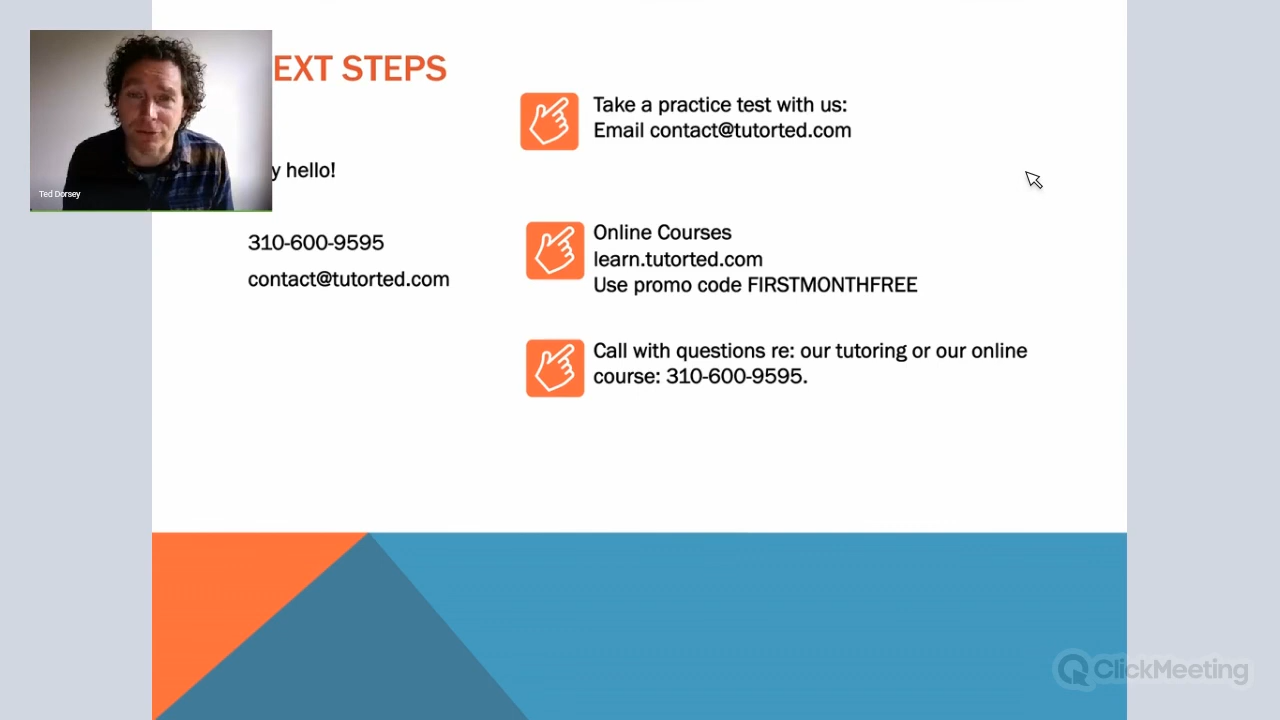 EXT STEPS
y hello!
310-600-9595
contact@tutorted.com
Take a practice test with us:
Email contact@tutorted.com
Online Courses
learn.tutorted.com
Use promo code FIRSTMONTHFREE
Call with questions re: our tutoring or our online
course: 310-600-9595.
Ted Dorsey
ClickMeeting